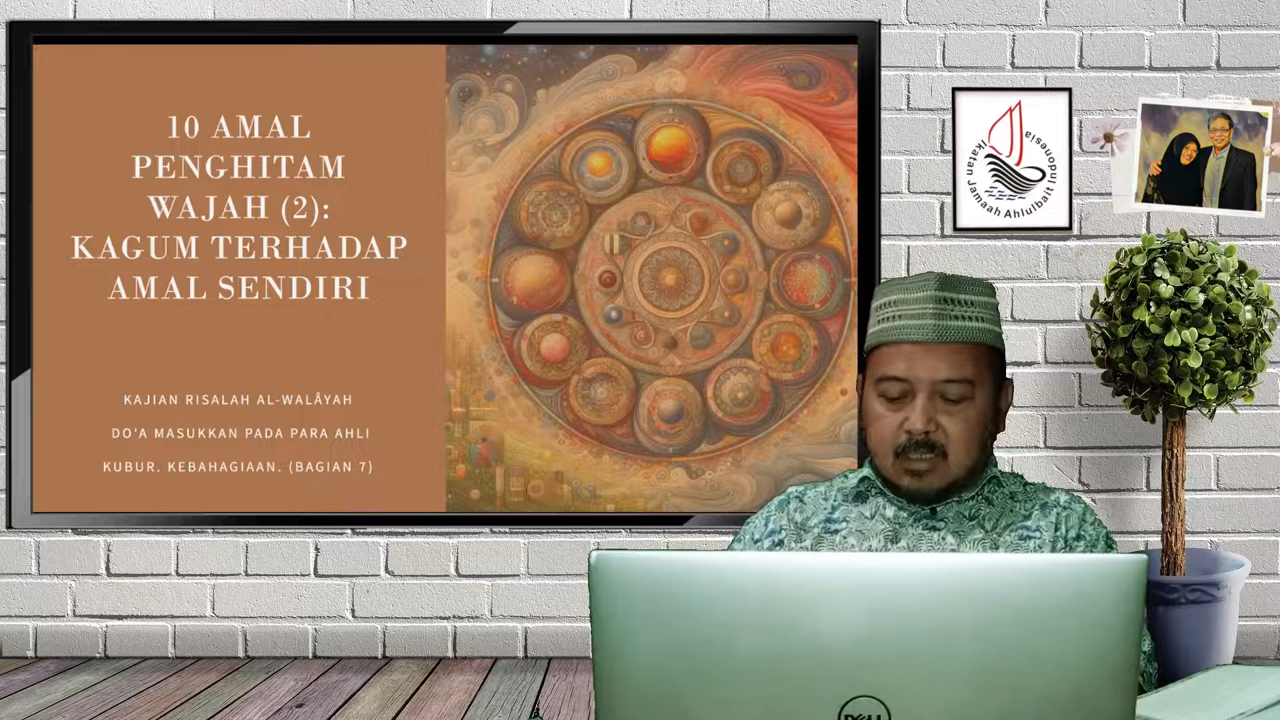 10 AMAL
PENGHITAM
WAJAH (2):
KAGUM TERHADAP
AMAL SENDIRI
KAJIAN RISALAH AL-WALÂYAH
DO'A MASUKKAN PADA PARA AHLI
KUBUR. KEBAHAGIAAN. (BAGIAN 7)
Ikatan Jamaah Ahlulbait Indonesia
DELL